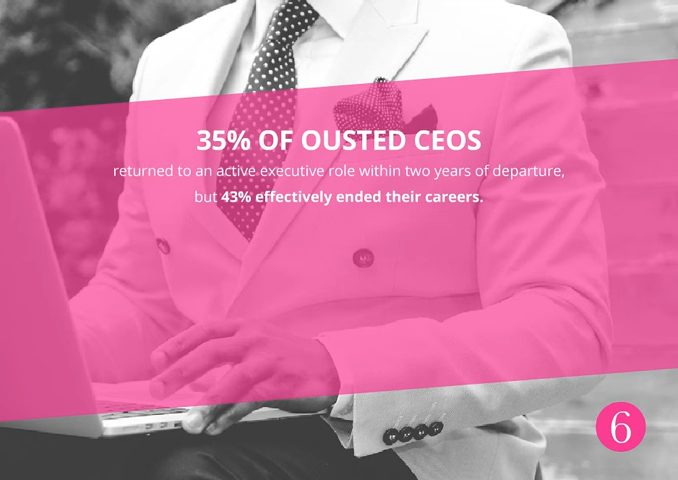 35% OF OUSTED CEOS
returned to an active executive role within two years of departure,
but 43% effectively ended their careers.
6